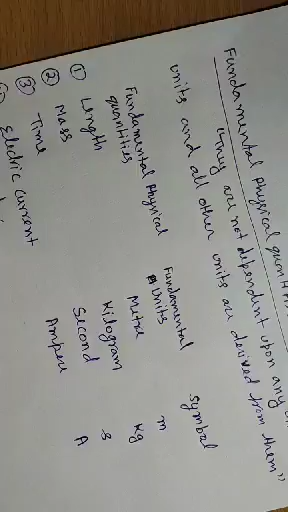 Fundamental Physical
they are not dependent upon any
units and all other units are derived from them"
Fundamental Physical quantities Fundamental Units Symbol
① Length Metre m
② Mass Kilogram Kg
③ Time Second s
Electric current Ampere A